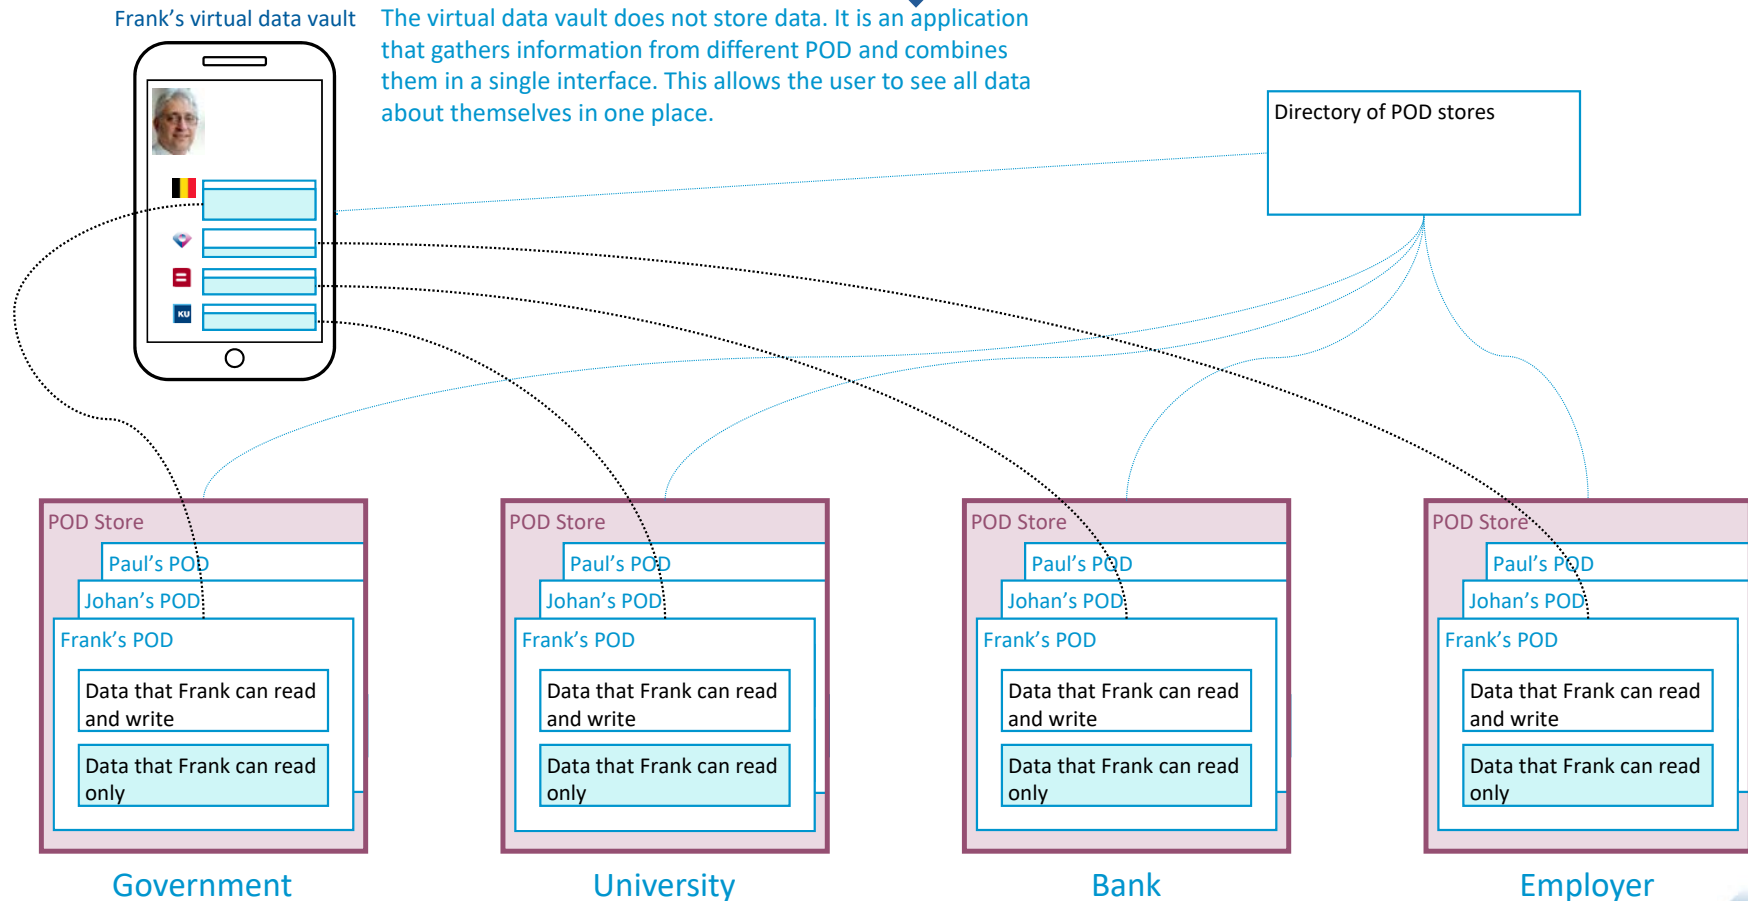 Frank’s virtual data vault
The virtual data vault does not store data. It is an application
that gathers information from different POD and combines
them in a single interface. This allows the user to see all data
about themselves in one place.
Directory of POD stores
KU
POD Store
Paul’s POD
Johan’s POD
Frank’s POD
Data that Frank can read
and write
Data that Frank can read
only
Government
POD Store
Paul’s POD
Johan’s POD
Frank’s POD
Data that Frank can read
and write
Data that Frank can read
only
University
POD Store
Paul’s POD
Johan’s POD
Frank’s POD
Data that Frank can read
and write
Data that Frank can read
only
Bank
POD Store
Paul’s POD
Johan’s POD
Frank’s POD
Data that Frank can read
and write
Data that Frank can read
only
Employer